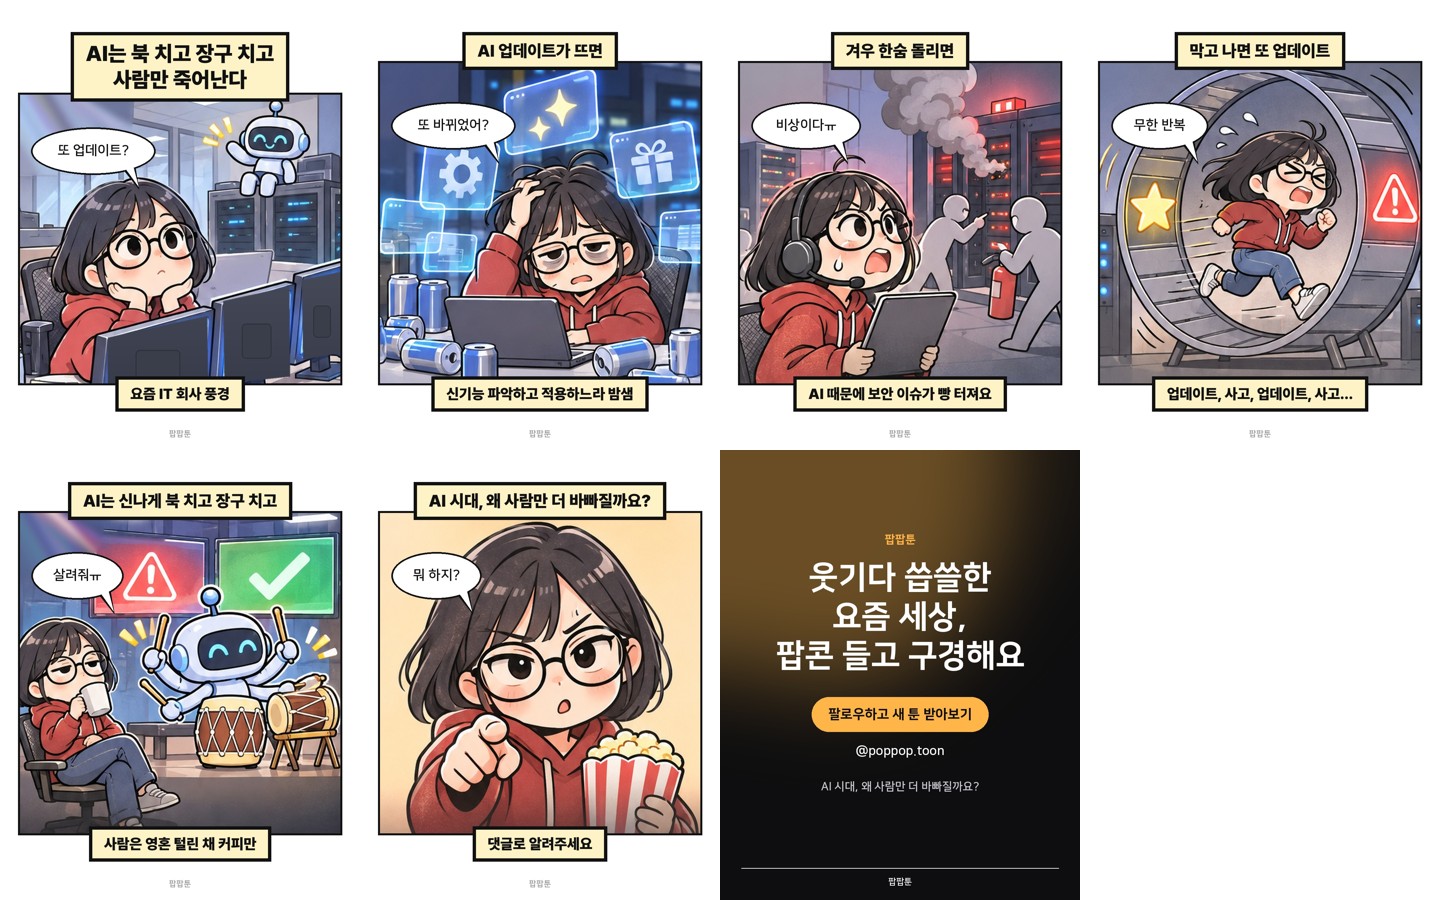 AI는 북 치고 장구 치고
사람만 죽어난다
또 업데이트?
요즘 IT 회사 풍경
팝팝툰
AI 업데이트가 뜨면
또 바뀌었어?
신기능 파악하고 적용하느라 밤샘
팝팝툰
겨우 한숨 돌리면
비상이다ㅠ
AI 때문에 보안 이슈가 빵 터져요
팝팝툰
막고 나면 또 업데이트
무한 반복
업데이트, 사고, 업데이트, 사고...
팝팝툰
AI는 신나게 북 치고 장구 치고
살려줘ㅠ
사람은 영혼 털린 채 커피만
팝팝툰
AI 시대, 왜 사람만 더 바빠질까요?
뭐 하지?
댓글로 알려주세요
팝팝툰
팝팝툰
웃기다 씁쓸한
요즘 세상,
팝콘 들고 구경해요
팔로우하고 새 툰 받아보기
@poppop.toon
AI 시대, 왜 사람만 더 바빠질까요?
팝팝툰